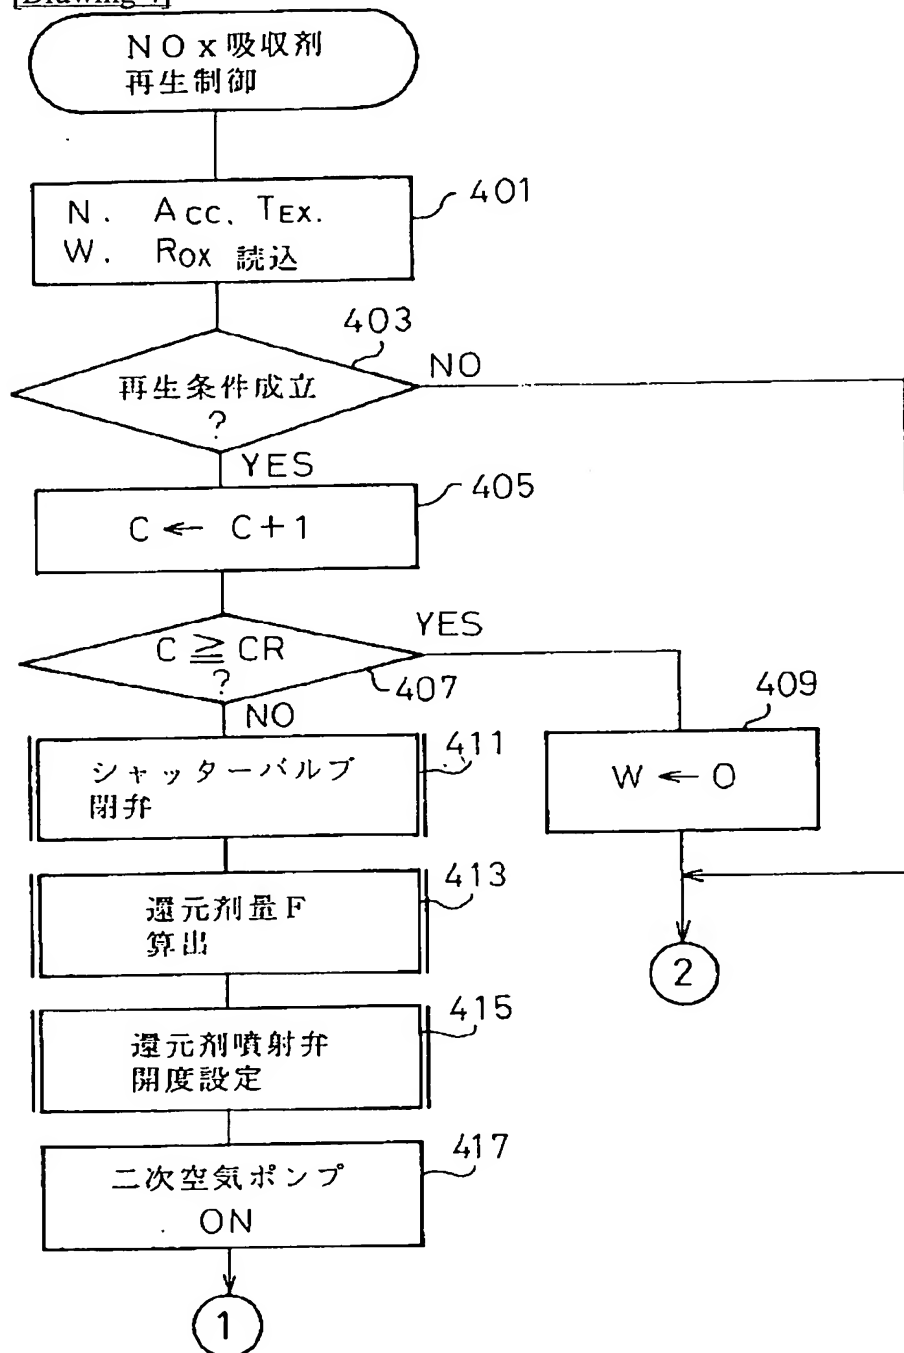 [Drawing 4]
NOx吸収剤
再生制御
N. ACC、TEX.
W. ROX 読込
401
403
再生条件成立
?
NO
YES
405
C ← C+1
C ≧ CR
?
YES
407
NO
409
W ← 0
411
シャッターバルブ
閉弁
413
還元剤量F
算出
2
415
還元剤噴射弁
開度設定
417
二次空気ポンプ
ON
1